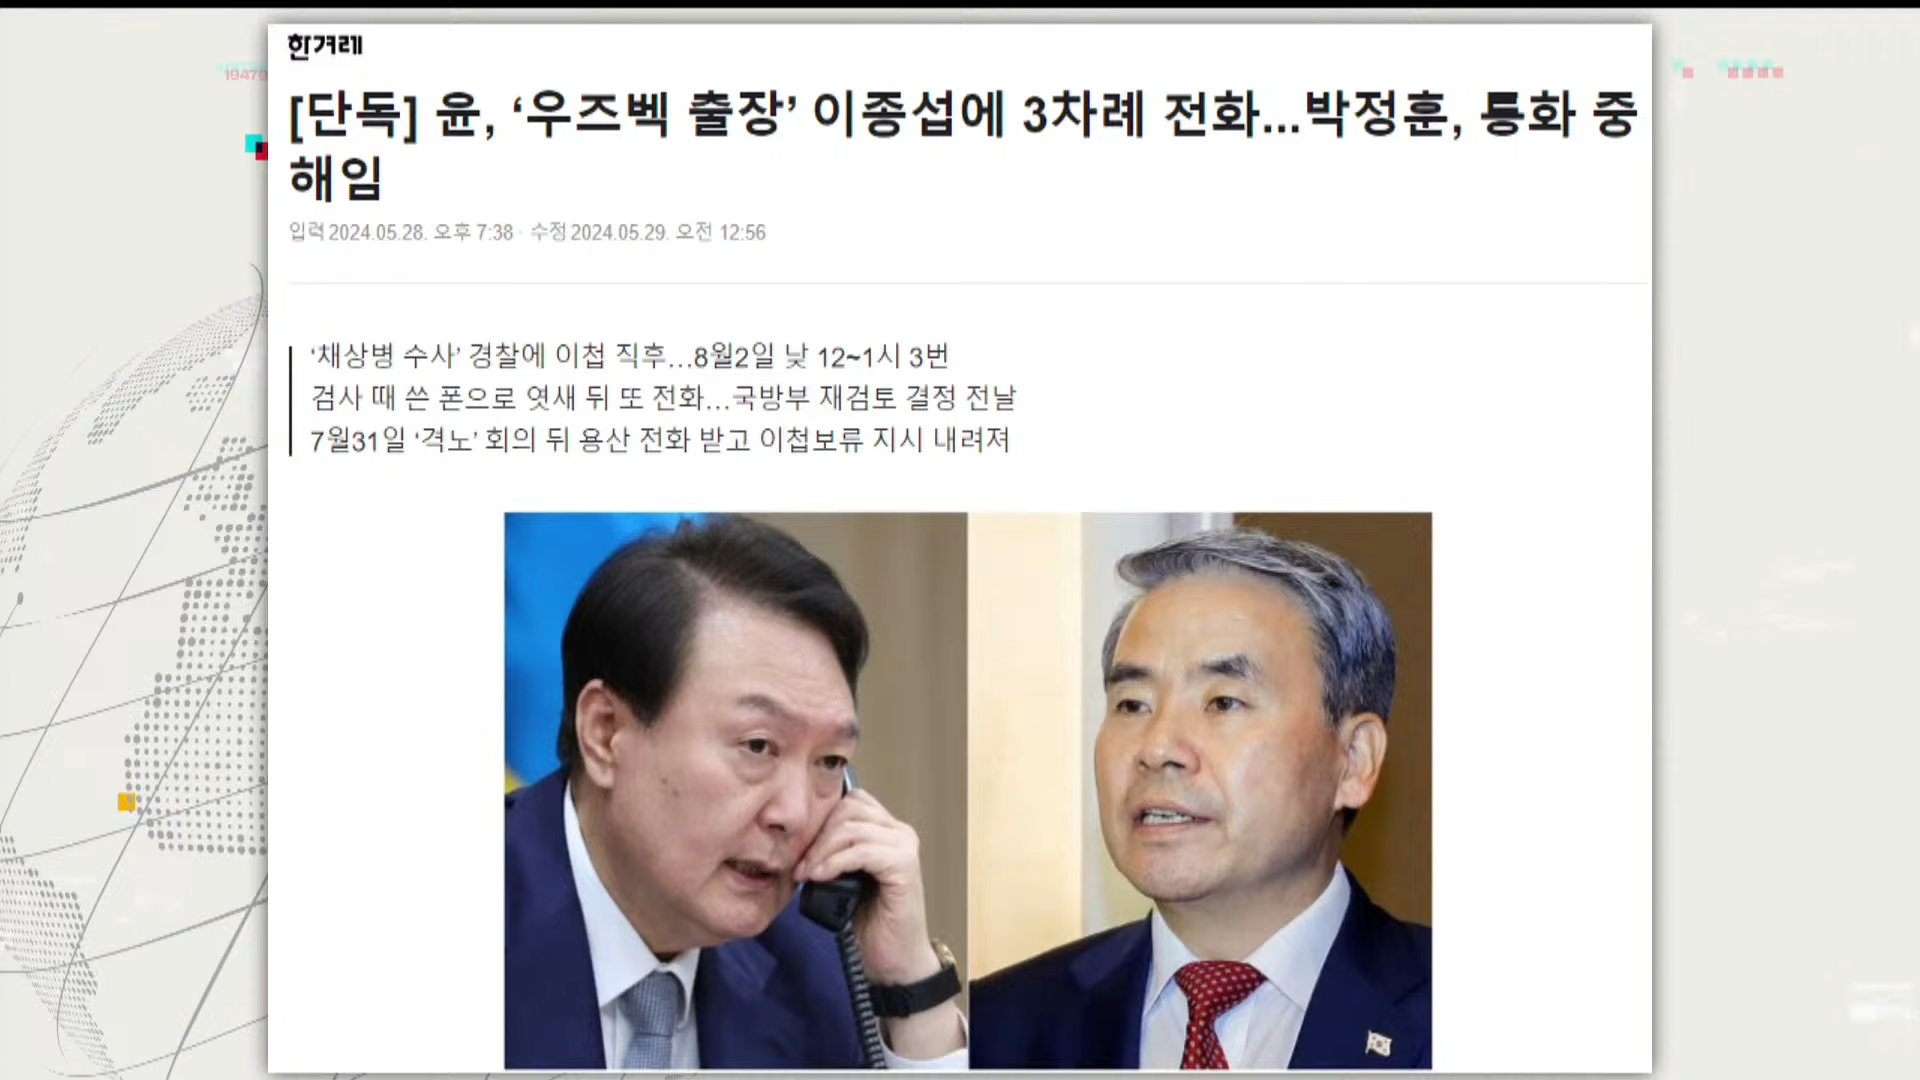 한겨레
[단독] 윤, ‘우즈벡 출장’ 이종섭에 3차례 전화...박정훈, 통화 중
해임
입력 2024.05.28. 오후 7:38 · 수정 2024.05.29. 오전 12:56
‘채상병 수사’ 경찰에 이첩 직후…8월2일 낮 12~1시 3번
검사 때 쓴 폰으로 엿새 뒤 또 전화…국방부 재검토 결정 전날
7월31일 ‘격노’ 회의 뒤 용산 전화 받고 이첩보류 지시 내려져